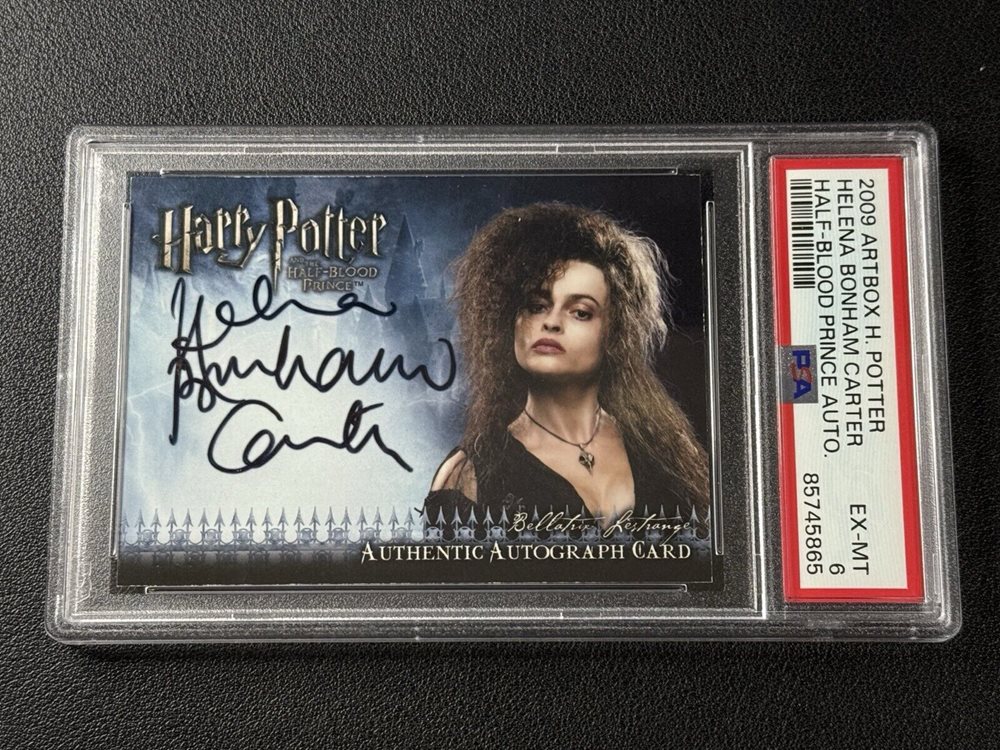 Harry Potter
AND THE
HALF-BLOOD
PRINCE™
Helena
Bonham
Carter
Bellatrix Lestrange
AUTHENTIC AUTOGRAPH CARD
2009 ARTBOX H. POTTER
HELENA BONHAM CARTER EX-MT
HALF-BLOOD PRINCE AUTO. 6
PSA 85745865